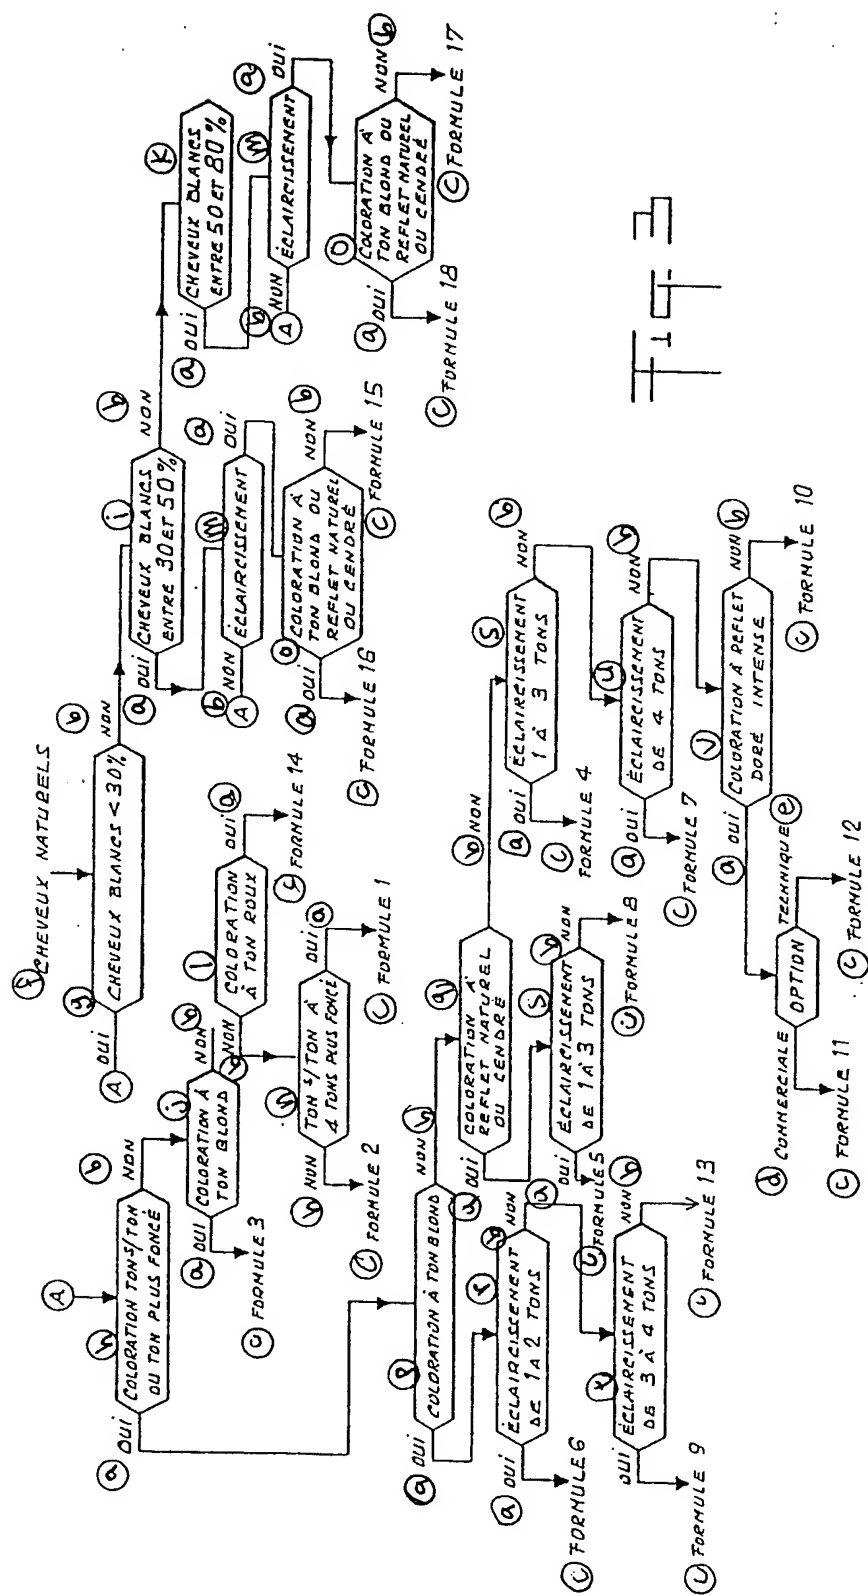 f CHEVEUX NATURELS
A
OUI
a
g
CHEVEUX BLANCS < 30%
NON
b
OUI
a
i
CHEVEUX BLANCS
ENTRE 30 ET 50%
NON
b
OUI
a
K
CHEVEUX BLANCS
ENTRE 50 ET 80%
A
NON
b
m
ÉCLAIRCISSEMENT
OUI
a
A
NON
b
m
ÉCLAIRCISSEMENT
OUI
a
OUI
a
o
COLORATION À
TON BLOND OU
REFLET NATUREL
OU CENDRÉ
NON
b
C FORMULE 16
C FORMULE 15
a OUI
O
COLORATION À
TON BLOND OU
REFLET NATUREL
OU CENDRÉ
NON b
C FORMULE 18
C FORMULE 17
A
a OUI
h
COLORATION TON S/TON
OU TON PLUS FONCÉ
NON
b
a OUI
j
COLORATION À
TON BLOND
NON
b
C FORMULE 3
NON
b
l
COLORATION
À TON ROUX
OUI a
C FORMULE 14
b NON
n
TON S/TON À
4 TONS PLUS FONCÉ
OUI a
C FORMULE 2
C FORMULE 1
a OUI
COLORATION À TON BLOND
NON b
a OUI
ÉCLAIRCISSEMENT
DE 1 A 2 TONS
b NON
C FORMULE 6
OUI
ÉCLAIRCISSEMENT
DE 3 À 4 TONS
NON b
FORMULE 9
FORMULE 13
a OUI
q
COLORATION À
REFLET NATUREL
OU CENDRÉ
b NON
a
OUI
S
ÉCLAIRCISSEMENT
DE 1 À 3 TONS
b NON
FORMULE 5
FORMULE 8
a OUI
S
ÉCLAIRCISSEMENT
1 À 3 TONS
NON b
C FORMULE 4
a OUI
u
ÉCLAIRCISSEMENT
DE 4 TONS
NON b
C FORMULE 7
a OUI
COLORATION À REFLET
DORÉ INTENSE
NON b
C FORMULE 10
d COMMERCIALE
OPTION
TECHNIQUE e
C FORMULE 11
C FORMULE 12
FIG_3